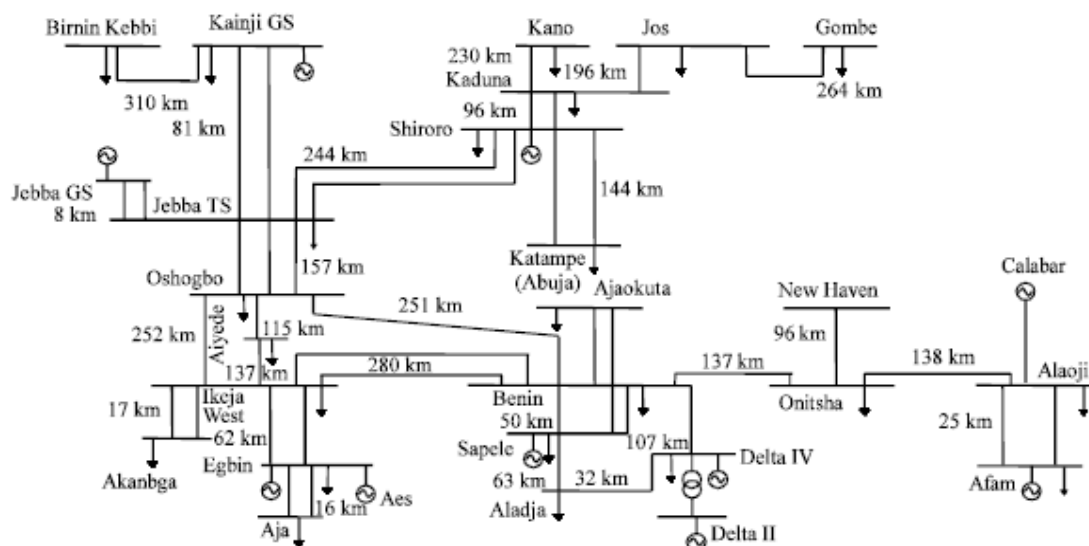 Birnin Kebbi
Kainji GS
Kano
Jos
Gombe
230 km
Kaduna
196 km
310 km
264 km
81 km
96 km
Shiroro
244 km
144 km
Jebba GS
8 km
Jebba TS
157 km
Katampe
(Abuja)
Ajaokuta
Calabar
Oshogbo
New Haven
251 km
252 km
Aiyede
115 km
96 km
137 km
280 km
137 km
138 km
Alaoji
17 km
Ikeja
West
Benin
Onitsha
25 km
62 km
50 km
107 km
Akanbga
Egbin
Sapele
Delta IV
Aes
63 km
32 km
Afam
16 km
Aja
Aladja
Delta II